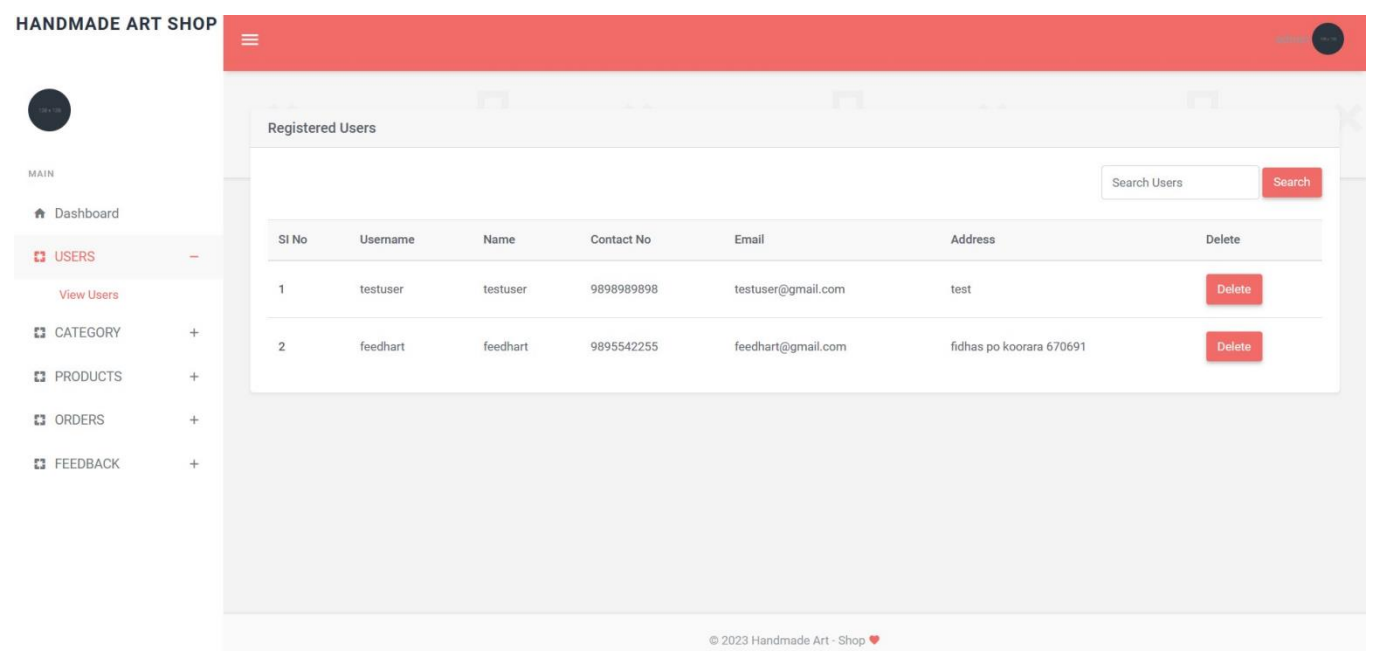 HANDMADE ART SHOP
MAIN
Dashboard
USERS −
View Users
CATEGORY +
PRODUCTS +
ORDERS +
FEEDBACK +
Registered Users
Search Users Search
SI No Username Name Contact No Email Address Delete
1 testuser testuser 9898989898 testuser@gmail.com test Delete
2 feedhart feedhart 9895542255 feedhart@gmail.com fidhas po koorara 670691 Delete
© 2023 Handmade Art - Shop ♥